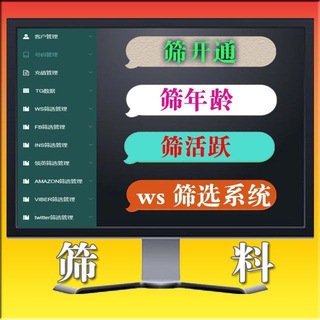 客户管理
号码管理
充值管理
TG数据
WS筛选管理
FB筛选管理
INS筛选管理
领英筛选管理
AMAZON筛选管理
VIBER筛选管理
twitter筛选管理
筛开通
筛年龄
筛活跃
ws 筛选系统
筛 料